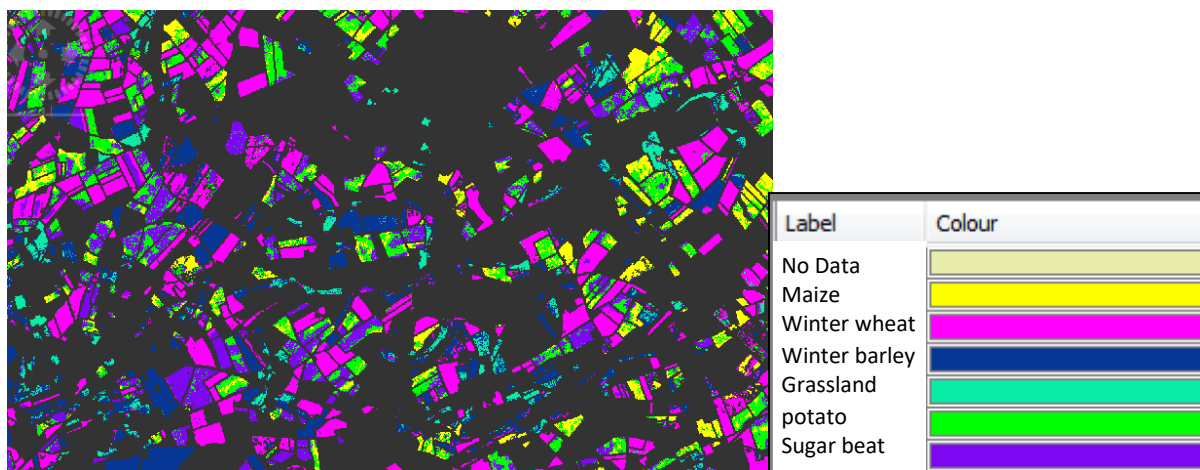 Label Colour
No Data
Maize
Winter wheat
Winter barley
Grassland
potato
Sugar beat